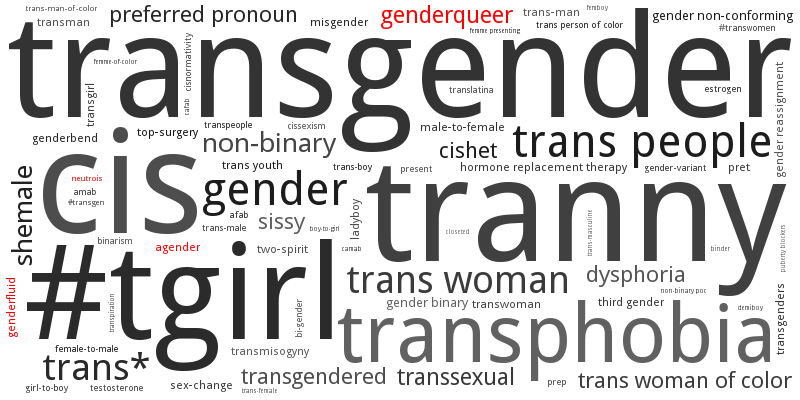 trans-man-of-color
transman
preferred pronoun
misgender
genderqueer
trans-man
femboy
gender non-conforming
femme presenting
trans person of color
#transwomen
transgender
femme-of-color
cisnormativity
cafab
transgirl
translatina
estrogen
gender reassignment
genderbend
top-surgery
transpeople
cissexism
male-to-female
trans people
non-binary
cishet
cis
trans youth
trans-boy
present
hormone replacement therapy
gender-variant
pret
shemale
neutrois
amab
#transgen
gender
tranny
afab
trans-male
sissy
boy-to-girl
ladyboy
closeted
trans-masculine
binder
puberty-blockers
binarism
agender
two-spirit
camab
#tgirl
trans woman
dysphoria
non-binary poc
genderfluid
transpiration
bi-gender
gender binary
transwoman
third gender
demiboy
transgenders
transphobia
female-to-male
transmisogyny
trans*
girl-to-boy
testosterone
sex-change
transgendered
trans-female
transsexual
prep
trans woman of color